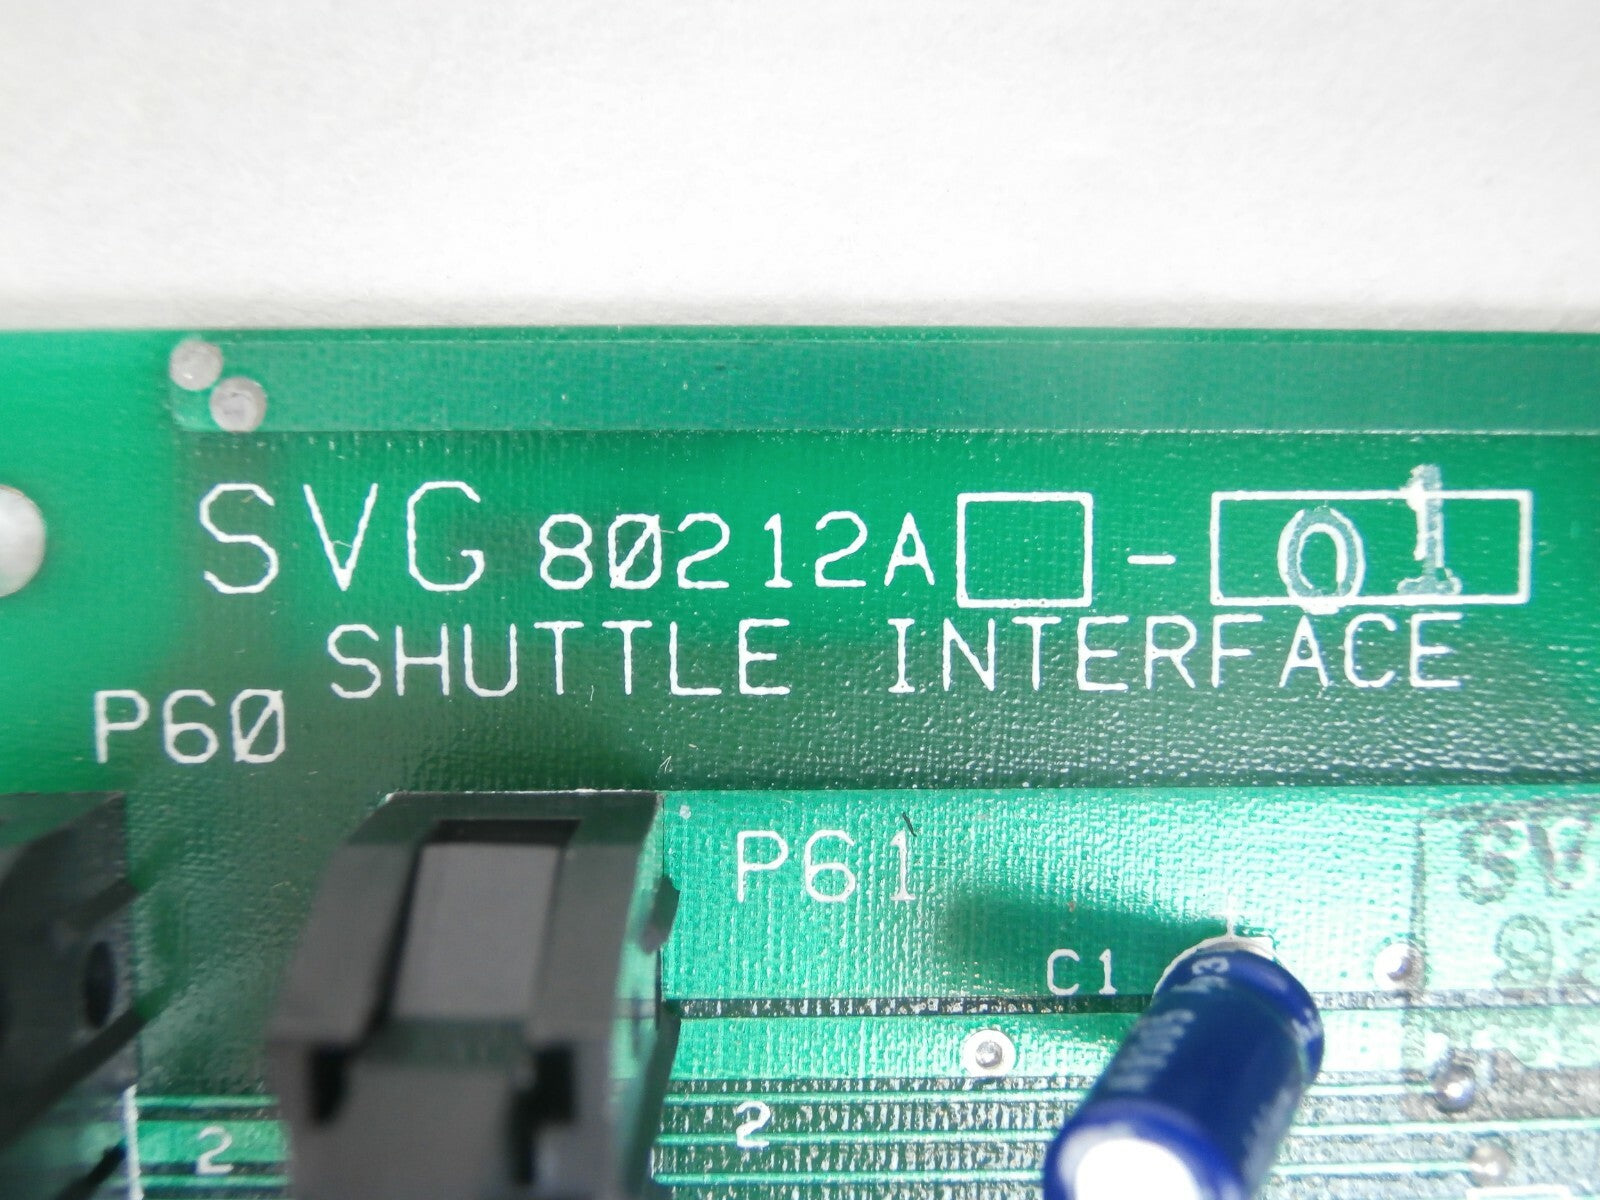 SVG 80212A - 01
SHUTTLE INTERFACE
P60
P61
C1
2
2